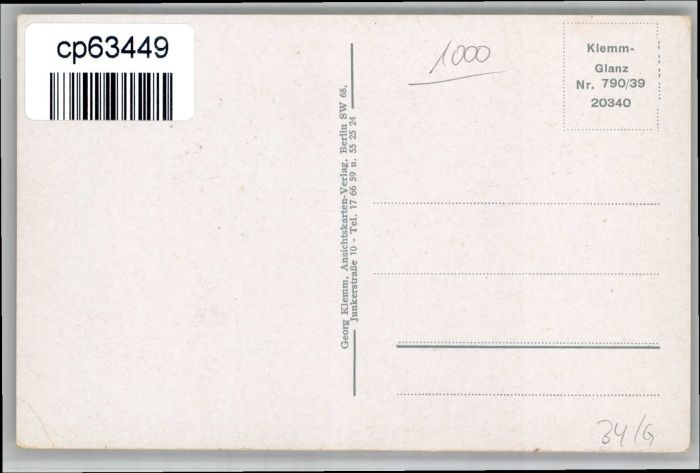 cp63449
1000
Klemm-
Glanz
Nr. 790/39
20340
Georg Klemm, Ansichtskarten-Verlag, Berlin SW 68,
Junkerstraße 10 - Tel. 17 66 59 u. 55 25 24
34/G